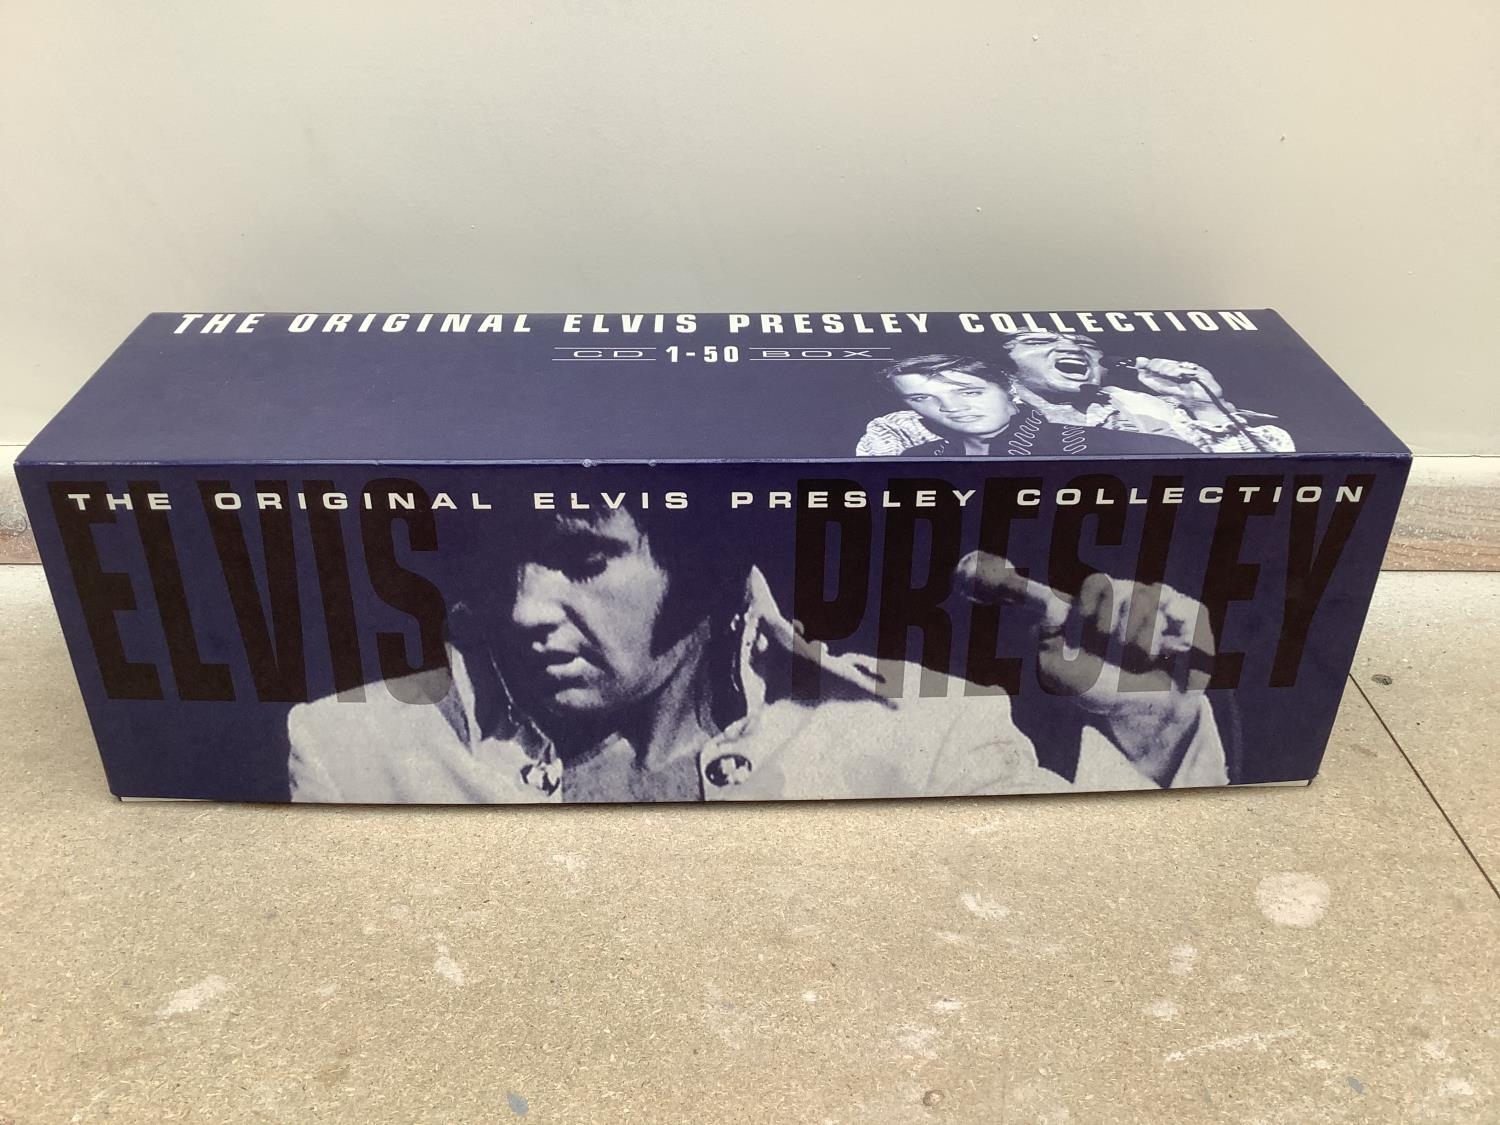 THE ORIGINAL ELVIS PRESLEY COLLECTION
CD 1-50 BOX
THE ORIGINAL ELVIS PRESLEY COLLECTION
ELVIS PRESLEY